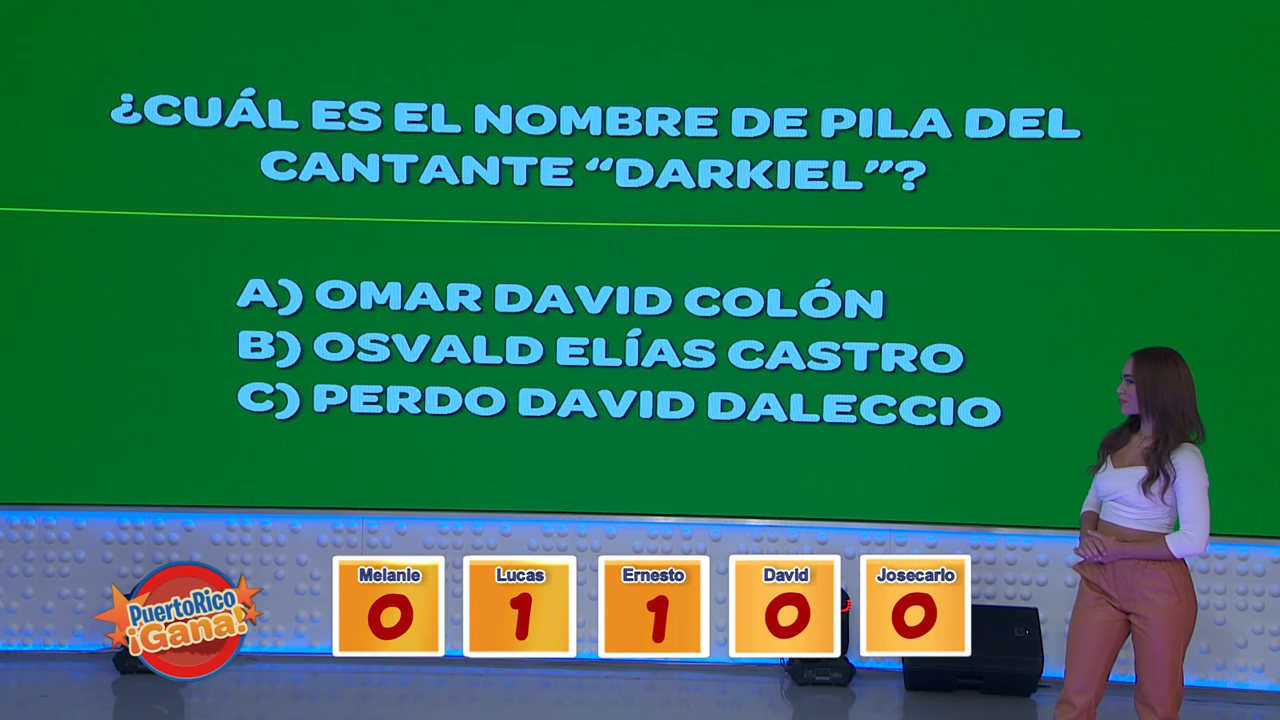 ¿CUÁL ES EL NOMBRE DE PILA DEL
CANTANTE “DARKIEL”?
A) OMAR DAVID COLÓN
B) OSVALD ELÍAS CASTRO
C) PERDO DAVID DALECCIO
PuertoRico
¡Gana!
Melanie
0
Lucas
1
Ernesto
1
David
0
Josecarlo
0